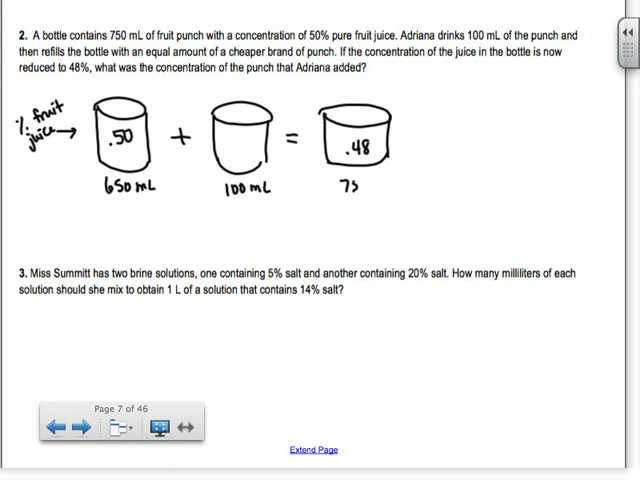 2. A bottle contains 750 mL of fruit punch with a concentration of 50% pure fruit juice. Adriana drinks 100 mL of the punch and
then refills the bottle with an equal amount of a cheaper brand of punch. If the concentration of the juice in the bottle is now
reduced to 48%, what was the concentration of the punch that Adriana added?
% fruit
juice →
.50 + = .48
650 mL 100 mL 75
3. Miss Summitt has two brine solutions, one containing 5% salt and another containing 20% salt. How many milliliters of each
solution should she mix to obtain 1 L of a solution that contains 14% salt?
Page 7 of 46
Extend Page